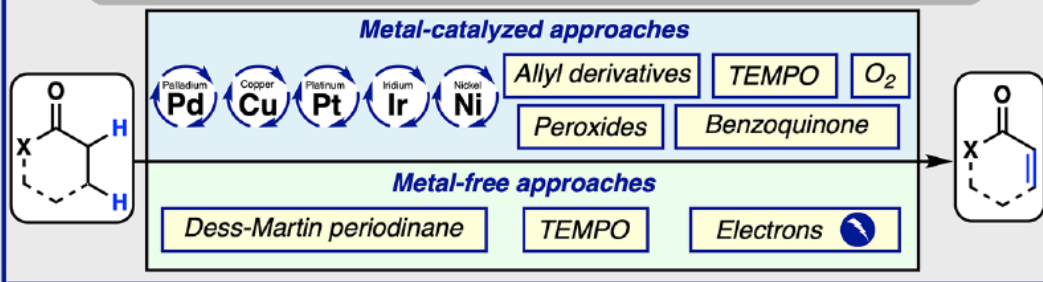 Metal-catalyzed approaches
Palladium Copper Platinum Iridium Nickel
Pd Cu Pt Ir Ni
Allyl derivatives TEMPO O2
Peroxides Benzoquinone
O
H
X
H
O
X
Metal-free approaches
Dess-Martin periodinane TEMPO Electrons